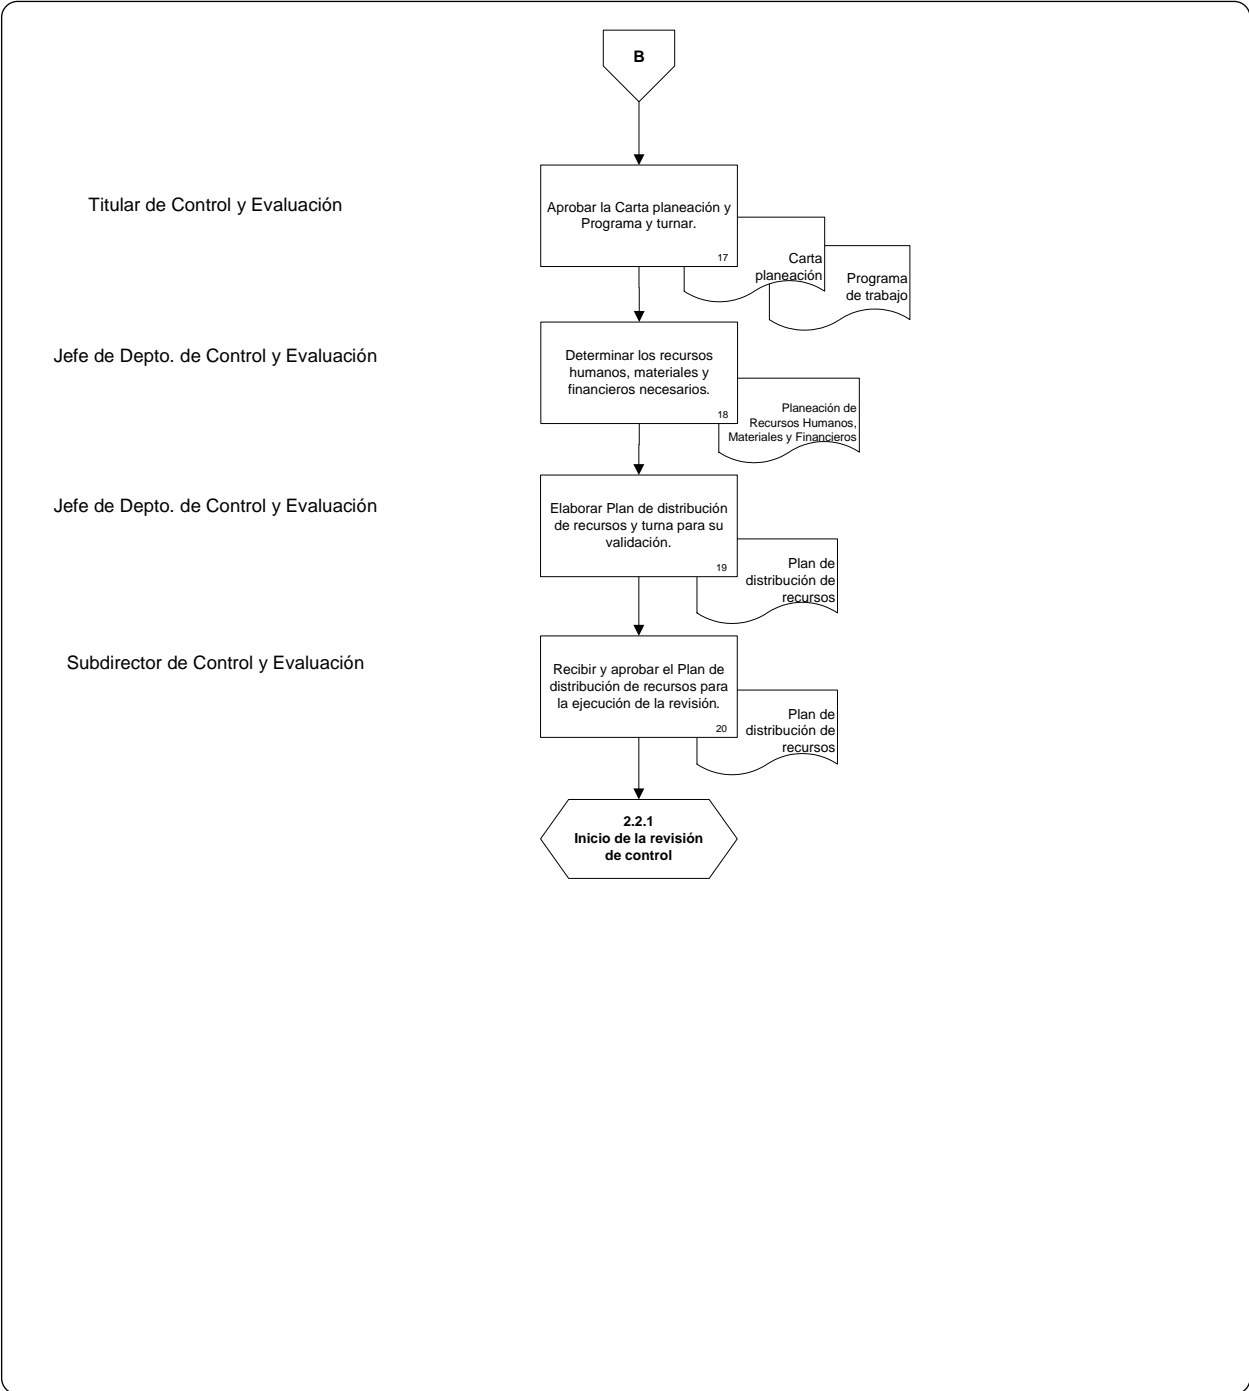 B
Titular de Control y Evaluación
Aprobar la Carta planeación y
Programa y turnar.
17
Carta
planeación
Programa
de trabajo
Jefe de Depto. de Control y Evaluación
Determinar los recursos
humanos, materiales y
financieros necesarios.
18
Planeación de
Recursos Humanos,
Materiales y Financieros
Jefe de Depto. de Control y Evaluación
Elaborar Plan de distribución
de recursos y turna para su
validación.
19
Plan de
distribución de
recursos
Subdirector de Control y Evaluación
Recibir y aprobar el Plan de
distribución de recursos para
la ejecución de la revisión.
20
Plan de
distribución de
recursos
2.2.1
Inicio de la revisión
de control